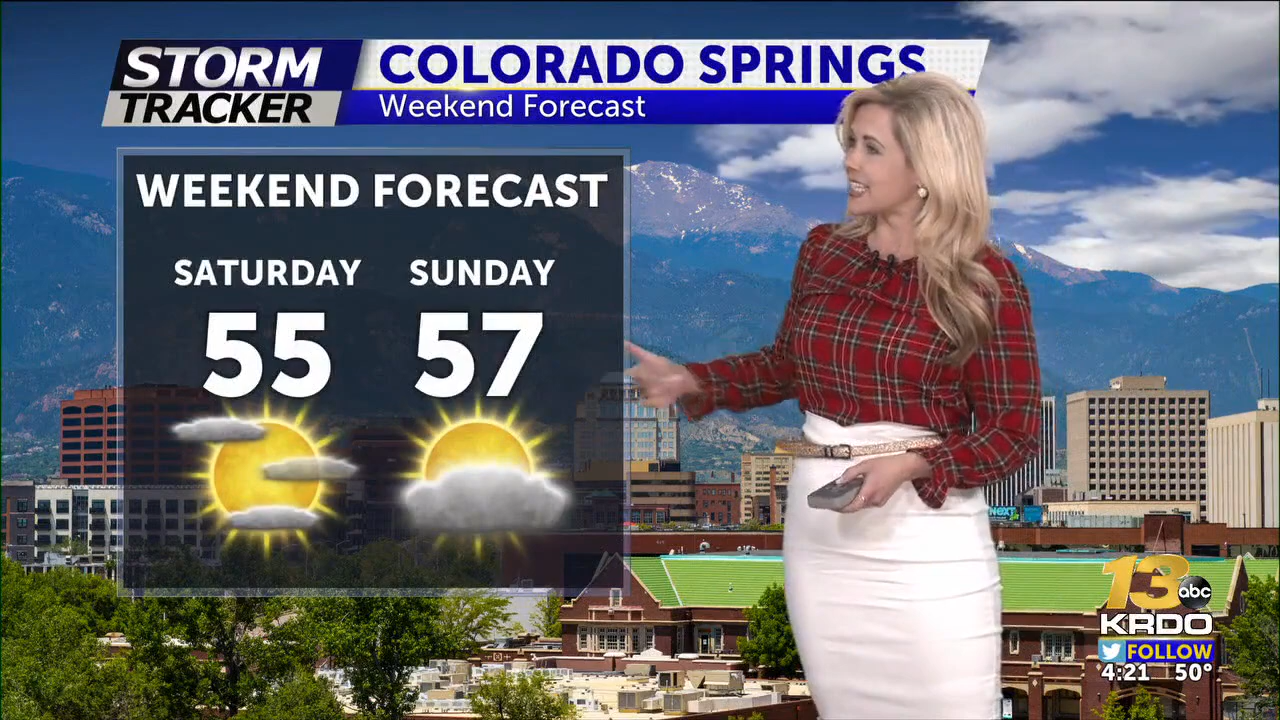 STORM
TRACKER
COLORADO SPRINGS
Weekend Forecast
WEEKEND FORECAST
SATURDAY SUNDAY
55 57
NEXT
13 abc
KRDO
FOLLOW
4:21 50°